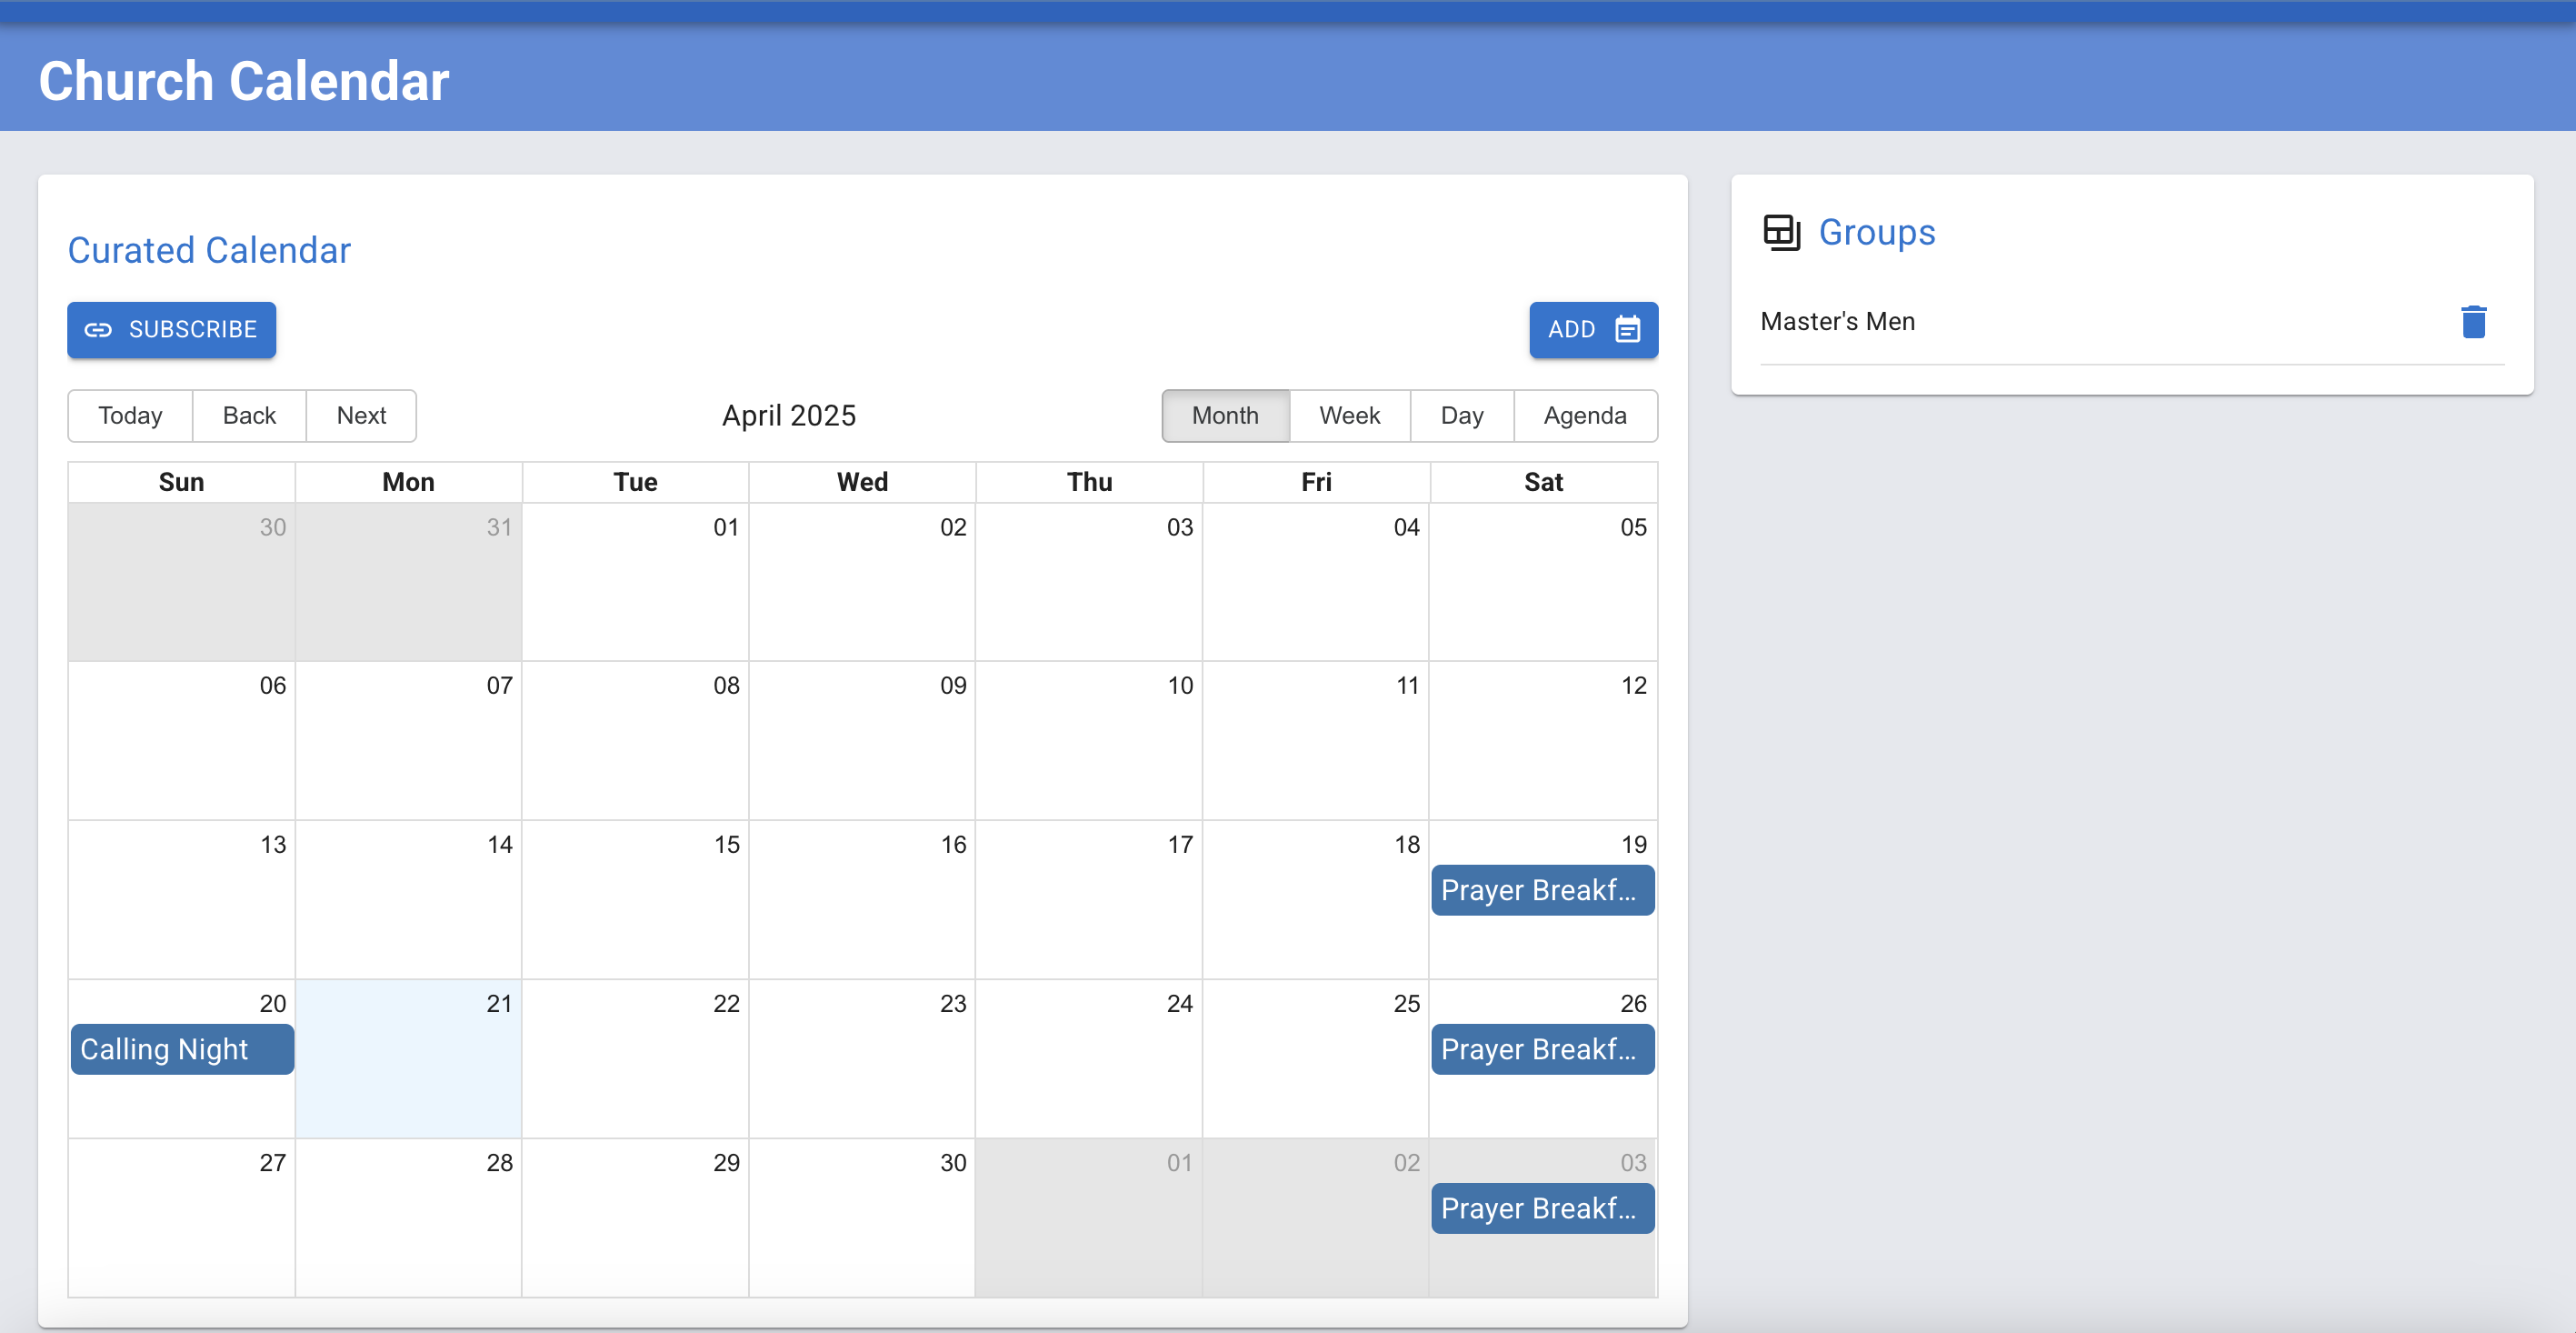 Church Calendar
Curated Calendar
SUBSCRIBE
ADD
Today Back Next
April 2025
Month Week Day Agenda
Sun Mon Tue Wed Thu Fri Sat
30 31 01 02 03 04 05
06 07 08 09 10 11 12
13 14 15 16 17 18 19
Prayer Breakf...
20 21 22 23 24 25 26
Calling Night Prayer Breakf...
27 28 29 30 01 02 03
Prayer Breakf...
Groups
Master's Men